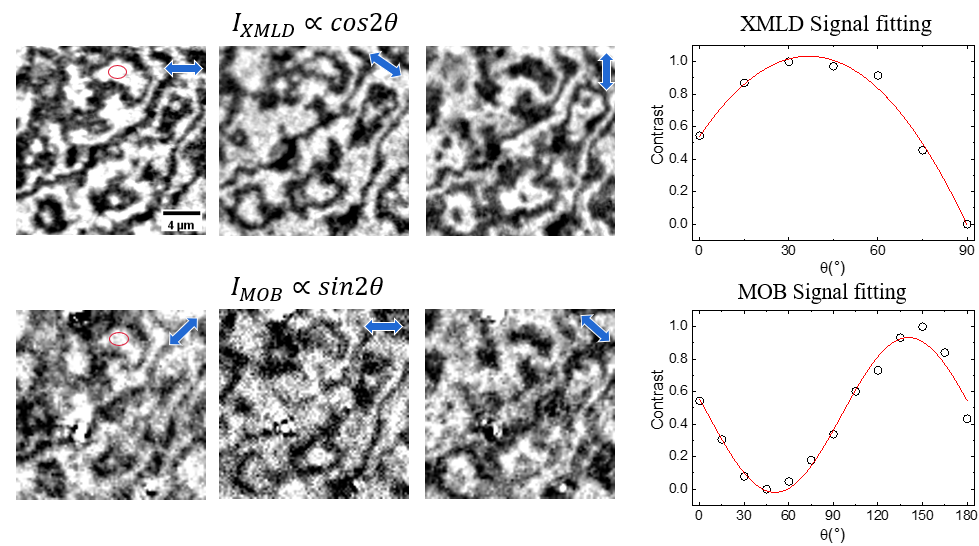 I_XMLD ∝ cos2θ
XMLD Signal fitting
4 μm
Contrast
1.0
0.8
0.6
0.4
0.2
0.0
0 30 60 90
θ(°)
I_MOB ∝ sin2θ
MOB Signal fitting
Contrast
1.0
0.8
0.6
0.4
0.2
0.0
0 30 60 90 120 150 180
θ(°)